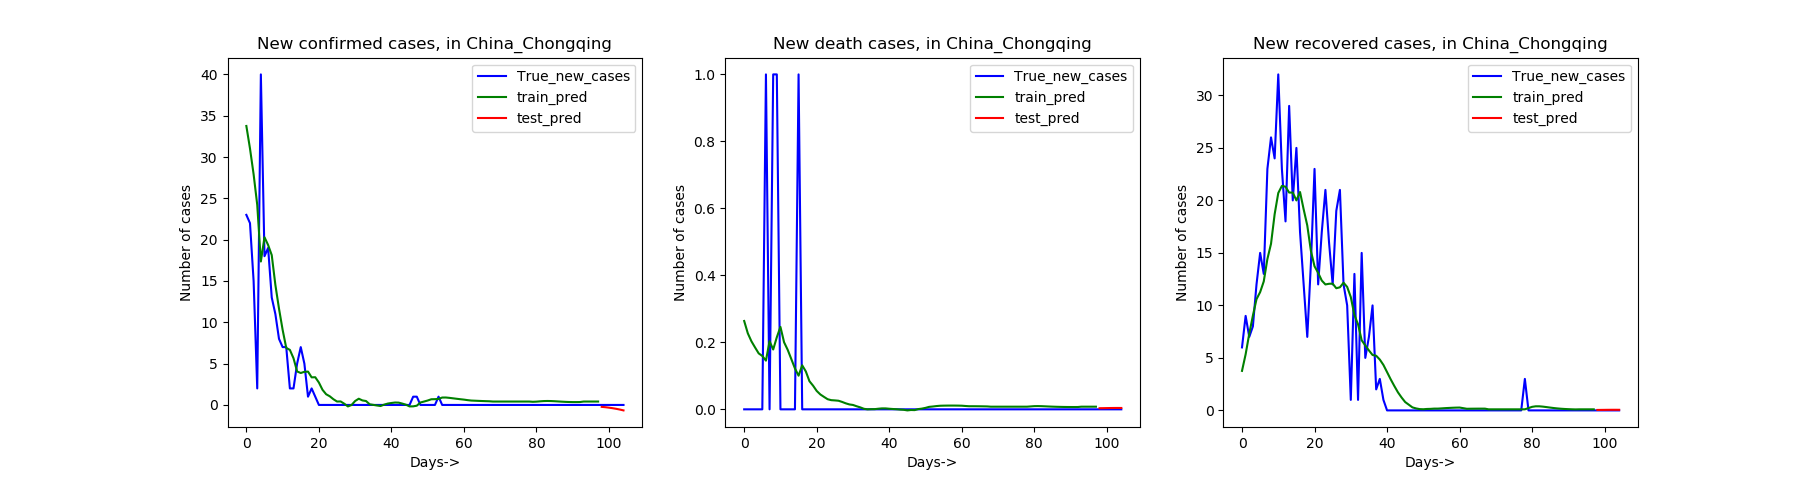 New confirmed cases, in China_Chongqing
True_new_cases
train_pred
test_pred
Number of cases
40
35
30
25
20
15
10
5
0
0 20 40 60 80 100
Days->
New death cases, in China_Chongqing
True_new_cases
train_pred
test_pred
Number of cases
1.0
0.8
0.6
0.4
0.2
0.0
0 20 40 60 80 100
Days->
New recovered cases, in China_Chongqing
True_new_cases
train_pred
test_pred
Number of cases
30
25
20
15
10
5
0
0 20 40 60 80 100
Days->